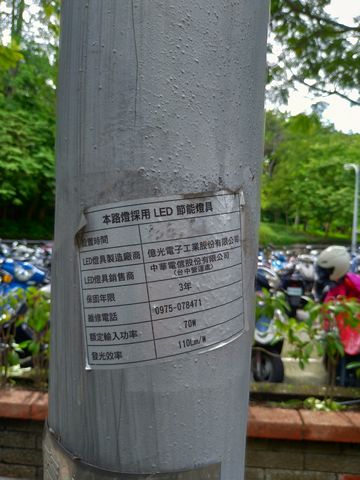 本路燈採用 LED 節能燈具
設置時間
LED燈具製造廠商 億光電子工業股份有限公司
LED燈具銷售商 中華電信股份有限公司
(台中營運處)
保固年限 3年
維修電話 0975-078471
額定輸入功率 70W
發光效率 110Lm/W